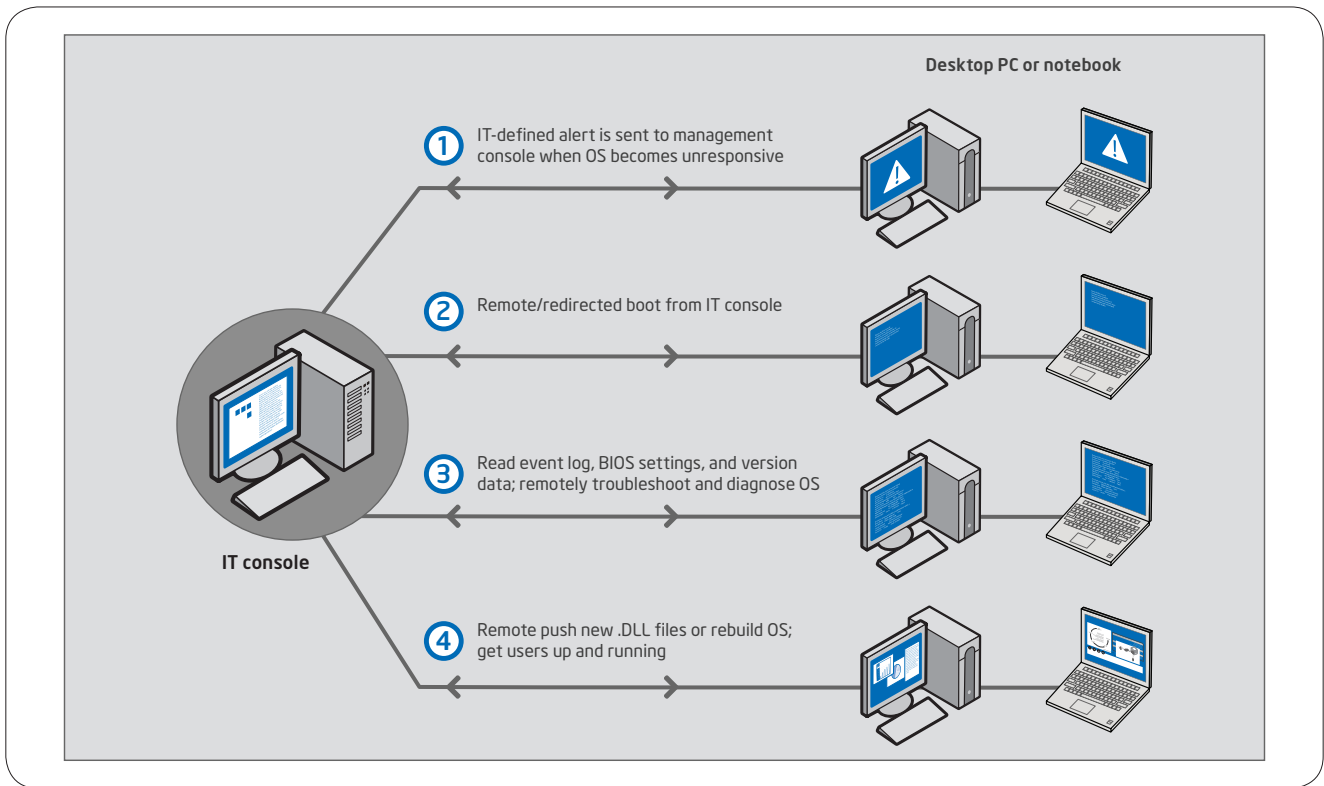 Desktop PC or notebook
1
IT-defined alert is sent to management
console when OS becomes unresponsive
2
Remote/redirected boot from IT console
3
Read event log, BIOS settings, and version
data; remotely troubleshoot and diagnose OS
IT console
4
Remote push new .DLL files or rebuild OS;
get users up and running